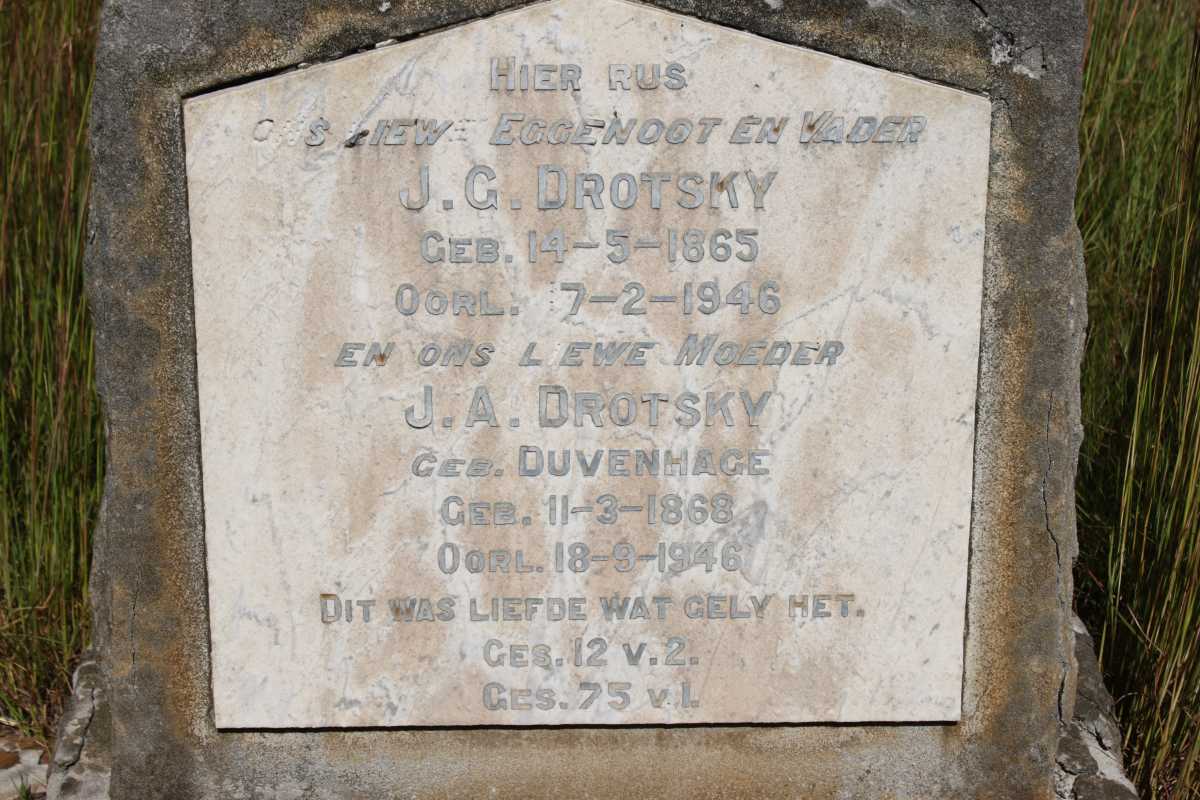 HIER RUS
ONS LIEWE EGGENOOT EN VADER
J. G. DROTSKY
GEB. 14-5-1865
OORL. 7-2-1946
EN ONS LIEWE MOEDER
J. A. DROTSKY
GEB. DUVENHAGE
GEB. 11-3-1868
OORL. 18-9-1946
DIT WAS LIEFDE WAT GELY HET.
GES. 12 V. 2.
GES. 75 V 1.